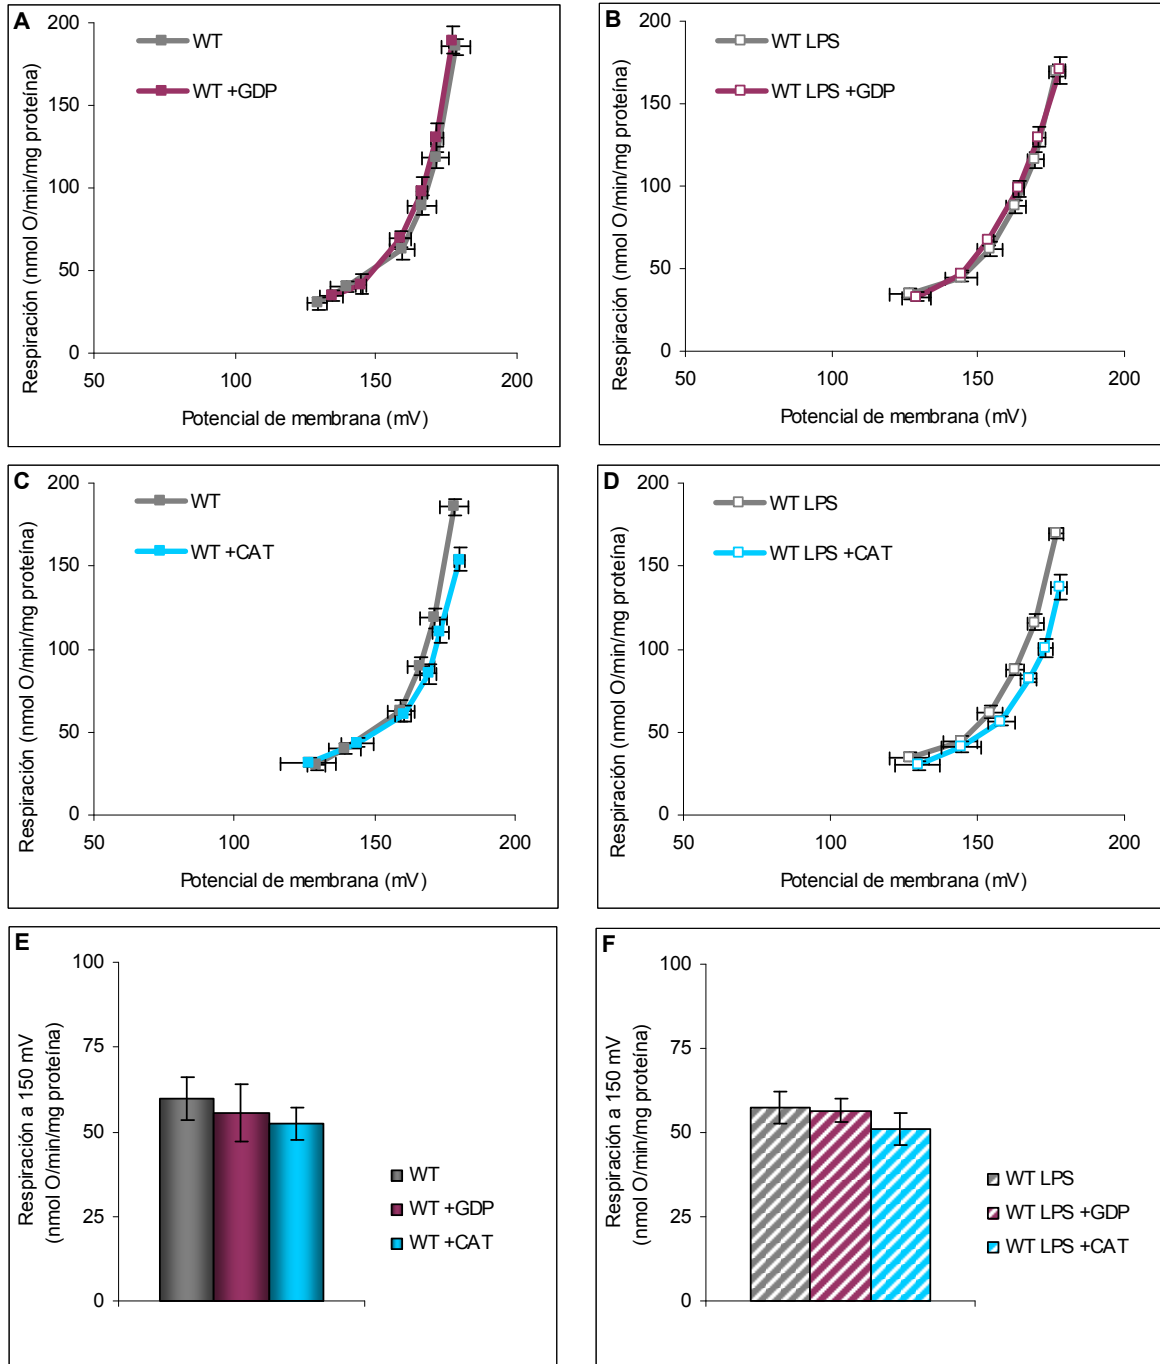 A
WT
WT +GDP
200
150
100
50
0
50
100
150
200
Respiración (nmol O/min/mg proteína)
Potencial de membrana (mV)
B
WT LPS
WT LPS +GDP
200
150
100
50
0
50
100
150
200
Respiración (nmol O/min/mg proteína)
Potencial de membrana (mV)
C
WT
WT +CAT
200
150
100
50
0
50
100
150
200
Respiración (nmol O/min/mg proteína)
Potencial de membrana (mV)
D
WT LPS
WT LPS +CAT
200
150
100
50
0
50
100
150
200
Respiración (nmol O/min/mg proteína)
Potencial de membrana (mV)
E
100
75
50
25
0
Respiración a 150 mV
(nmol O/min/mg proteína)
WT
WT +GDP
WT +CAT
F
100
75
50
25
0
Respiración a 150 mV
(nmol O/min/mg proteína)
WT LPS
WT LPS +GDP
WT LPS +CAT